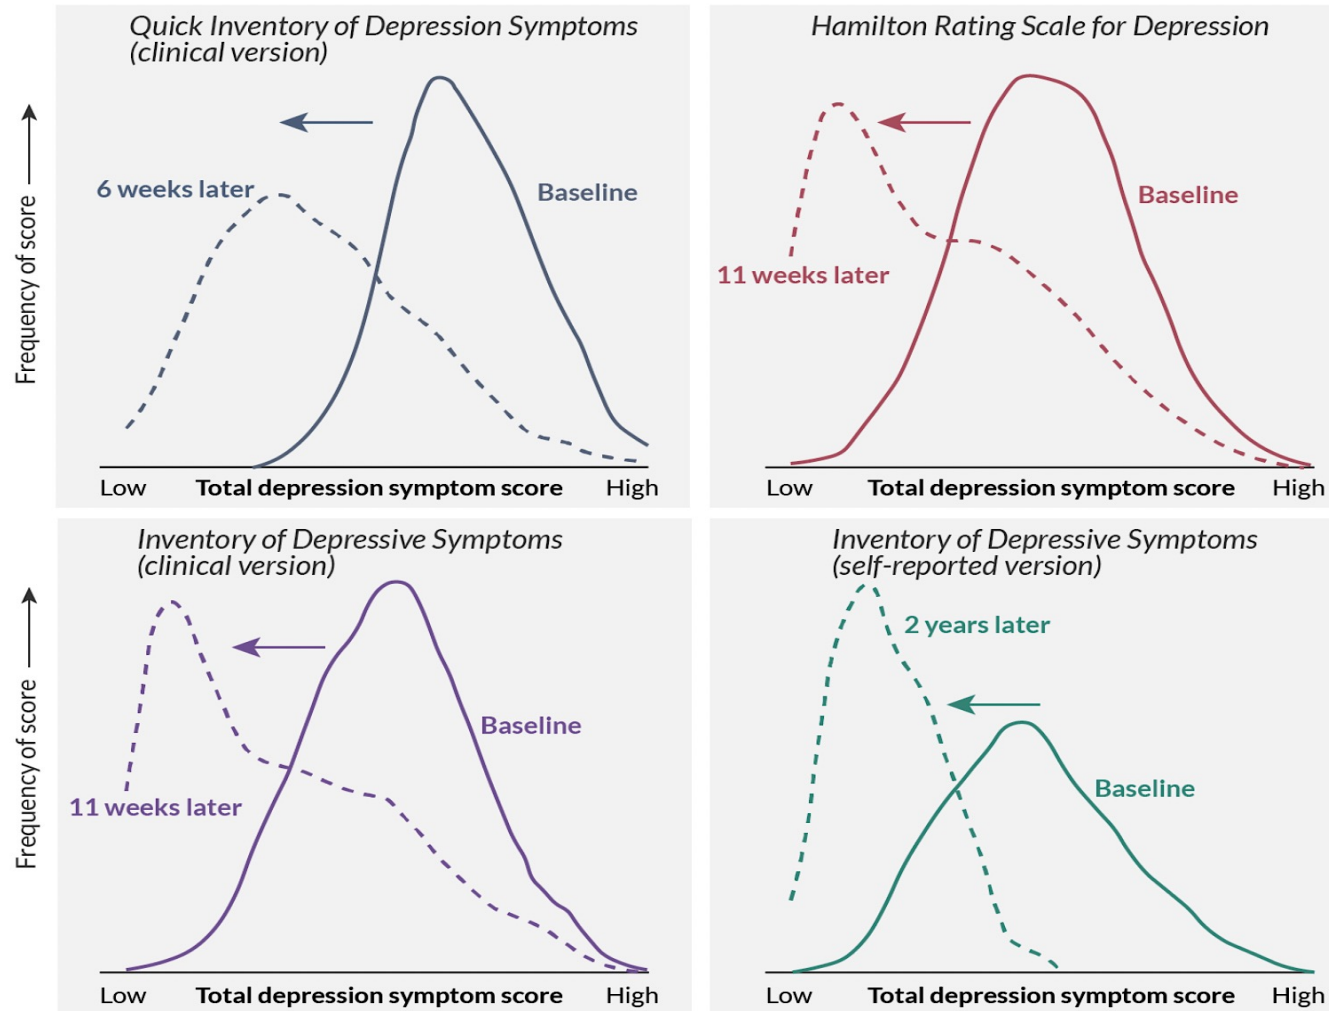 Quick Inventory of Depression Symptoms
(clinical version)
Frequency of score
6 weeks later
Baseline
Low
Total depression symptom score
High
Hamilton Rating Scale for Depression
Baseline
11 weeks later
Low
Total depression symptom score
High
Inventory of Depressive Symptoms
(clinical version)
Frequency of score
Baseline
11 weeks later
Low
Total depression symptom score
High
Inventory of Depressive Symptoms
(self-reported version)
2 years later
Baseline
Low
Total depression symptom score
High